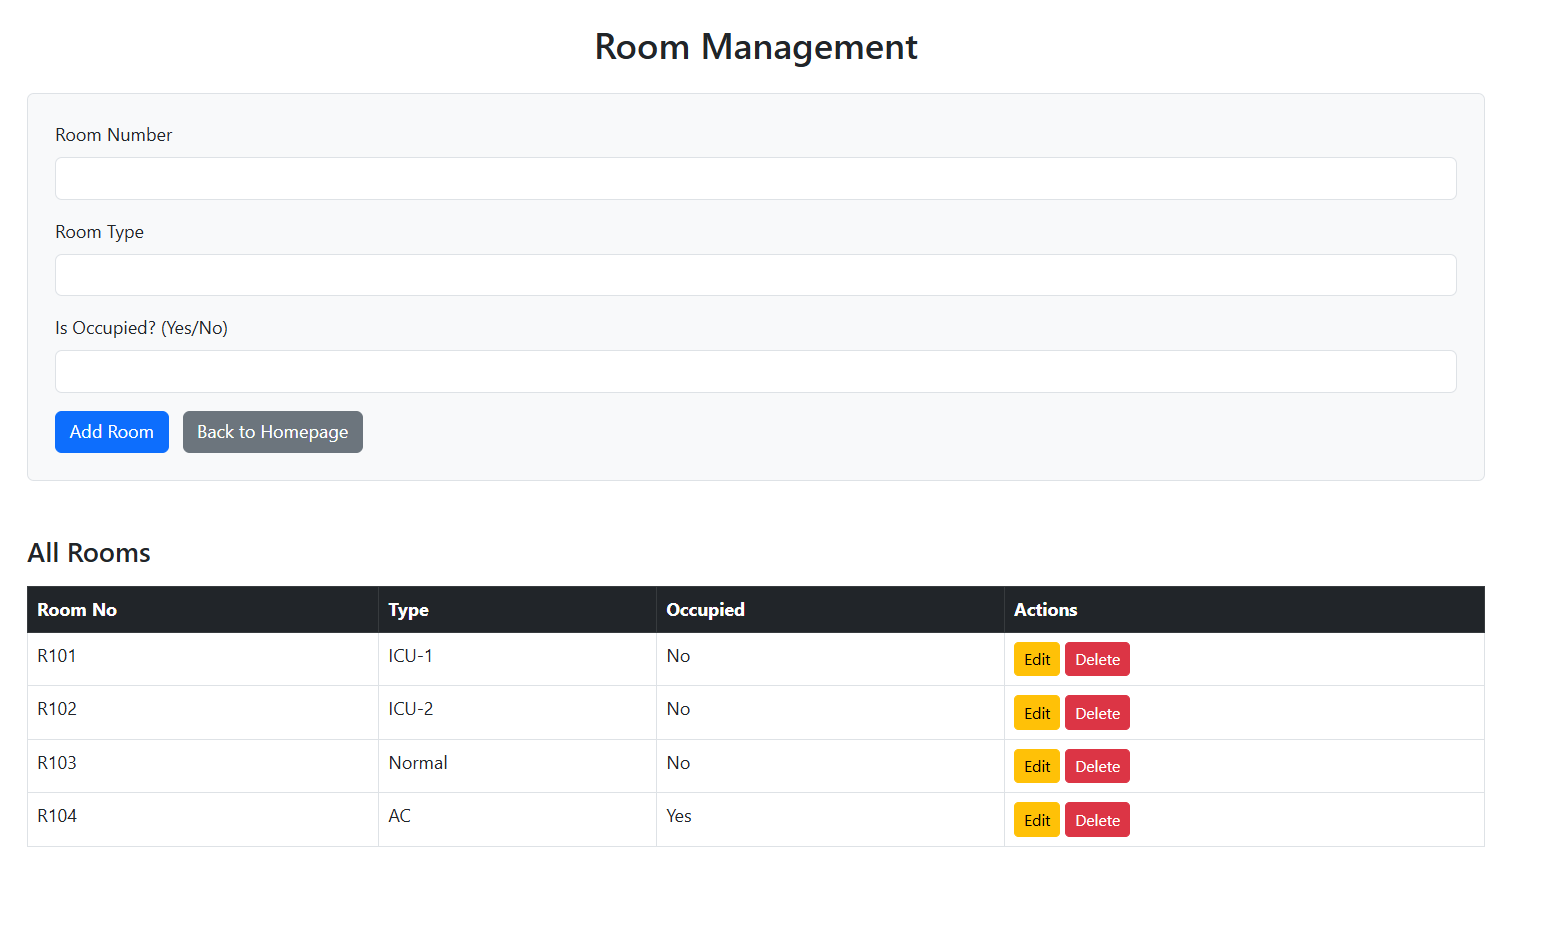 Room Management
Room Number
Room Type
Is Occupied? (Yes/No)
Add Room Back to Homepage
All Rooms
Room No Type Occupied Actions
R101 ICU-1 No Edit Delete
R102 ICU-2 No Edit Delete
R103 Normal No Edit Delete
R104 AC Yes Edit Delete